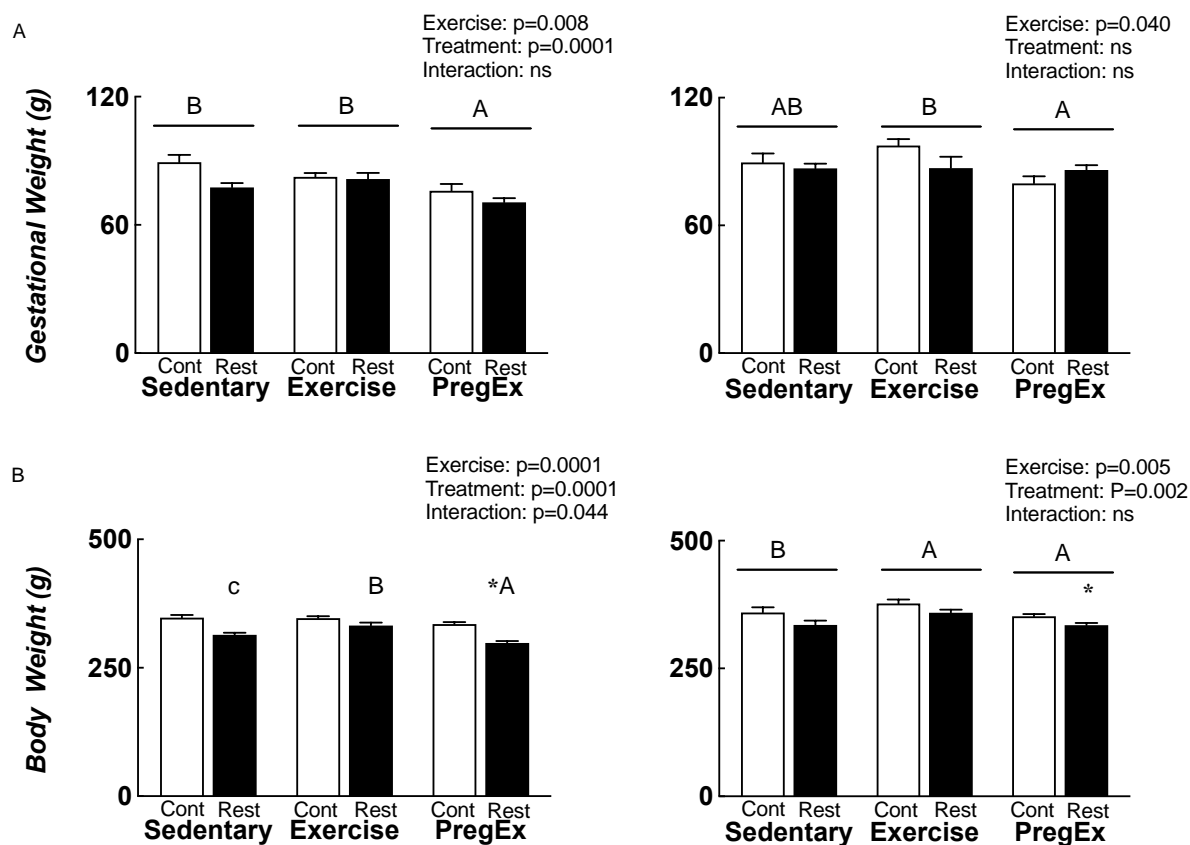 A
Exercise: p=0.008
Treatment: p=0.0001
Interaction: ns
Exercise: p=0.040
Treatment: ns
Interaction: ns
Gestational Weight (g)
120
60
0
B
B
A
Cont Rest Cont Rest Cont Rest
Sedentary Exercise PregEx
120
60
0
AB
B
A
Cont Rest Cont Rest Cont Rest
Sedentary Exercise PregEx
B
Exercise: p=0.0001
Treatment: p=0.0001
Interaction: p=0.044
Exercise: p=0.005
Treatment: P=0.002
Interaction: ns
Body Weight (g)
500
250
0
c
B
*A
Cont Rest Cont Rest Cont Rest
Sedentary Exercise PregEx
500
250
0
B
A
A
*
Cont Rest Cont Rest Cont Rest
Sedentary Exercise PregEx